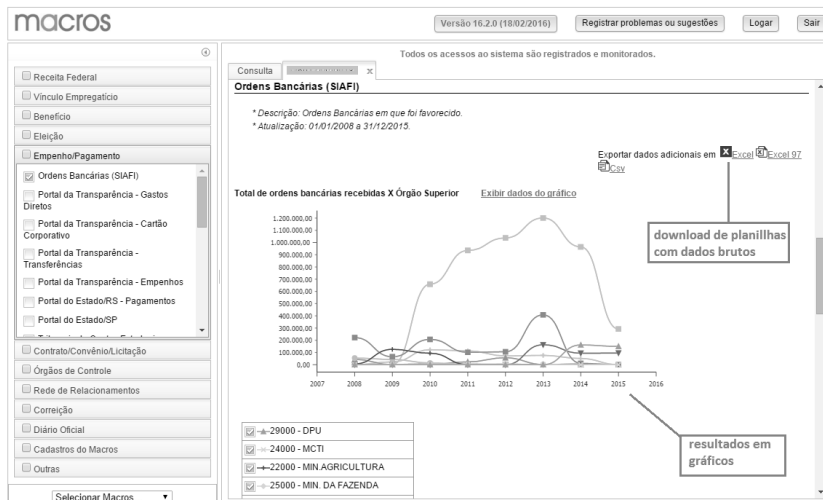 macros
Versão 16.2.0 (18/02/2016)
Registrar problemas ou sugestões
Logar
Sair
Todos os acessos ao sistema são registrados e monitorados.
Receita Federal
Vínculo Empregatício
Benefício
Eleição
Empenho/Pagamento
Ordens Bancárias (SIAFI)
Portal da Transparência - Gastos
Diretos
Portal da Transparência - Cartão
Corporativo
Portal da Transparência -
Transferências
Portal da Transparência - Empenhos
Portal do Estado/RS - Pagamentos
Portal do Estado/SP
Contrato/Convênio/Licitação
Órgãos de Controle
Rede de Relacionamentos
Correição
Diário Oficial
Cadastros do Macros
Outras
Selecionar Macros
Consulta
x
Ordens Bancárias (SIAFI)
* Descrição: Ordens Bancárias em que foi favorecido.
* Atualização: 01/01/2008 a 31/12/2015.
Exportar dados adicionais em Excel Excel 97
Csv
Total de ordens bancárias recebidas X Órgão Superior
Exibir dados do gráfico
1.200.000,00
1.100.000,00
1.000.000,00
900.000,00
800.000,00
700.000,00
600.000,00
500.000,00
400.000,00
300.000,00
200.000,00
100.000,00
0,00
2007 2008 2009 2010 2011 2012 2013 2014 2015 2016
download de planillhas
com dados brutos
resultados em
gráficos
29000 - DPU
24000 - MCTI
22000 - MIN.AGRICULTURA
25000 - MIN. DA FAZENDA